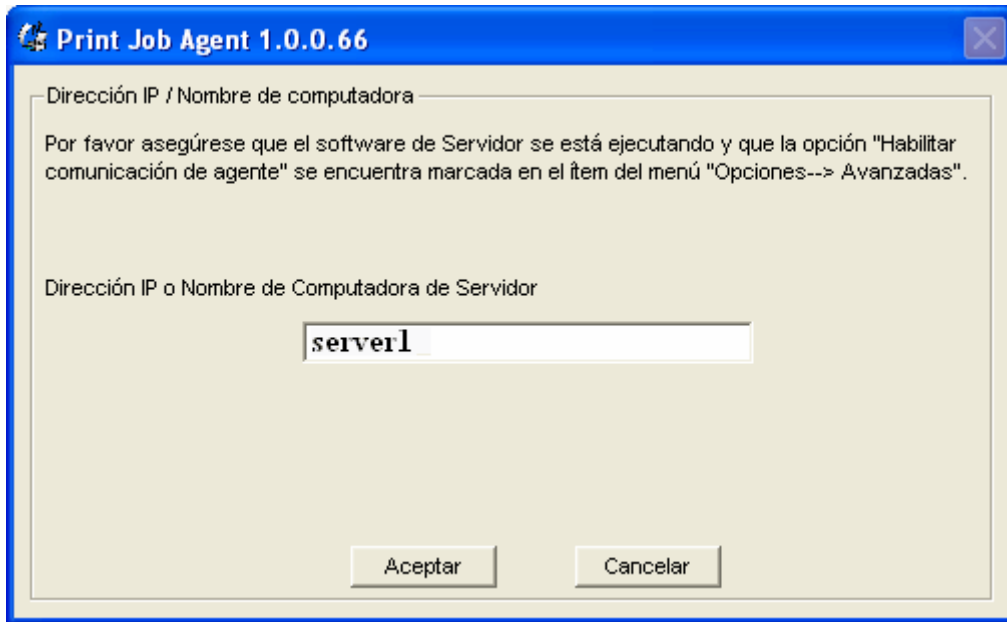 Print Job Agent 1.0.0.66
Dirección IP / Nombre de computadora
Por favor asegúrese que el software de Servidor se está ejecutando y que la opción "Habilitar
comunicación de agente" se encuentra marcada en el ítem del menú "Opciones--> Avanzadas".
Dirección IP o Nombre de Computadora de Servidor
server1
Aceptar
Cancelar